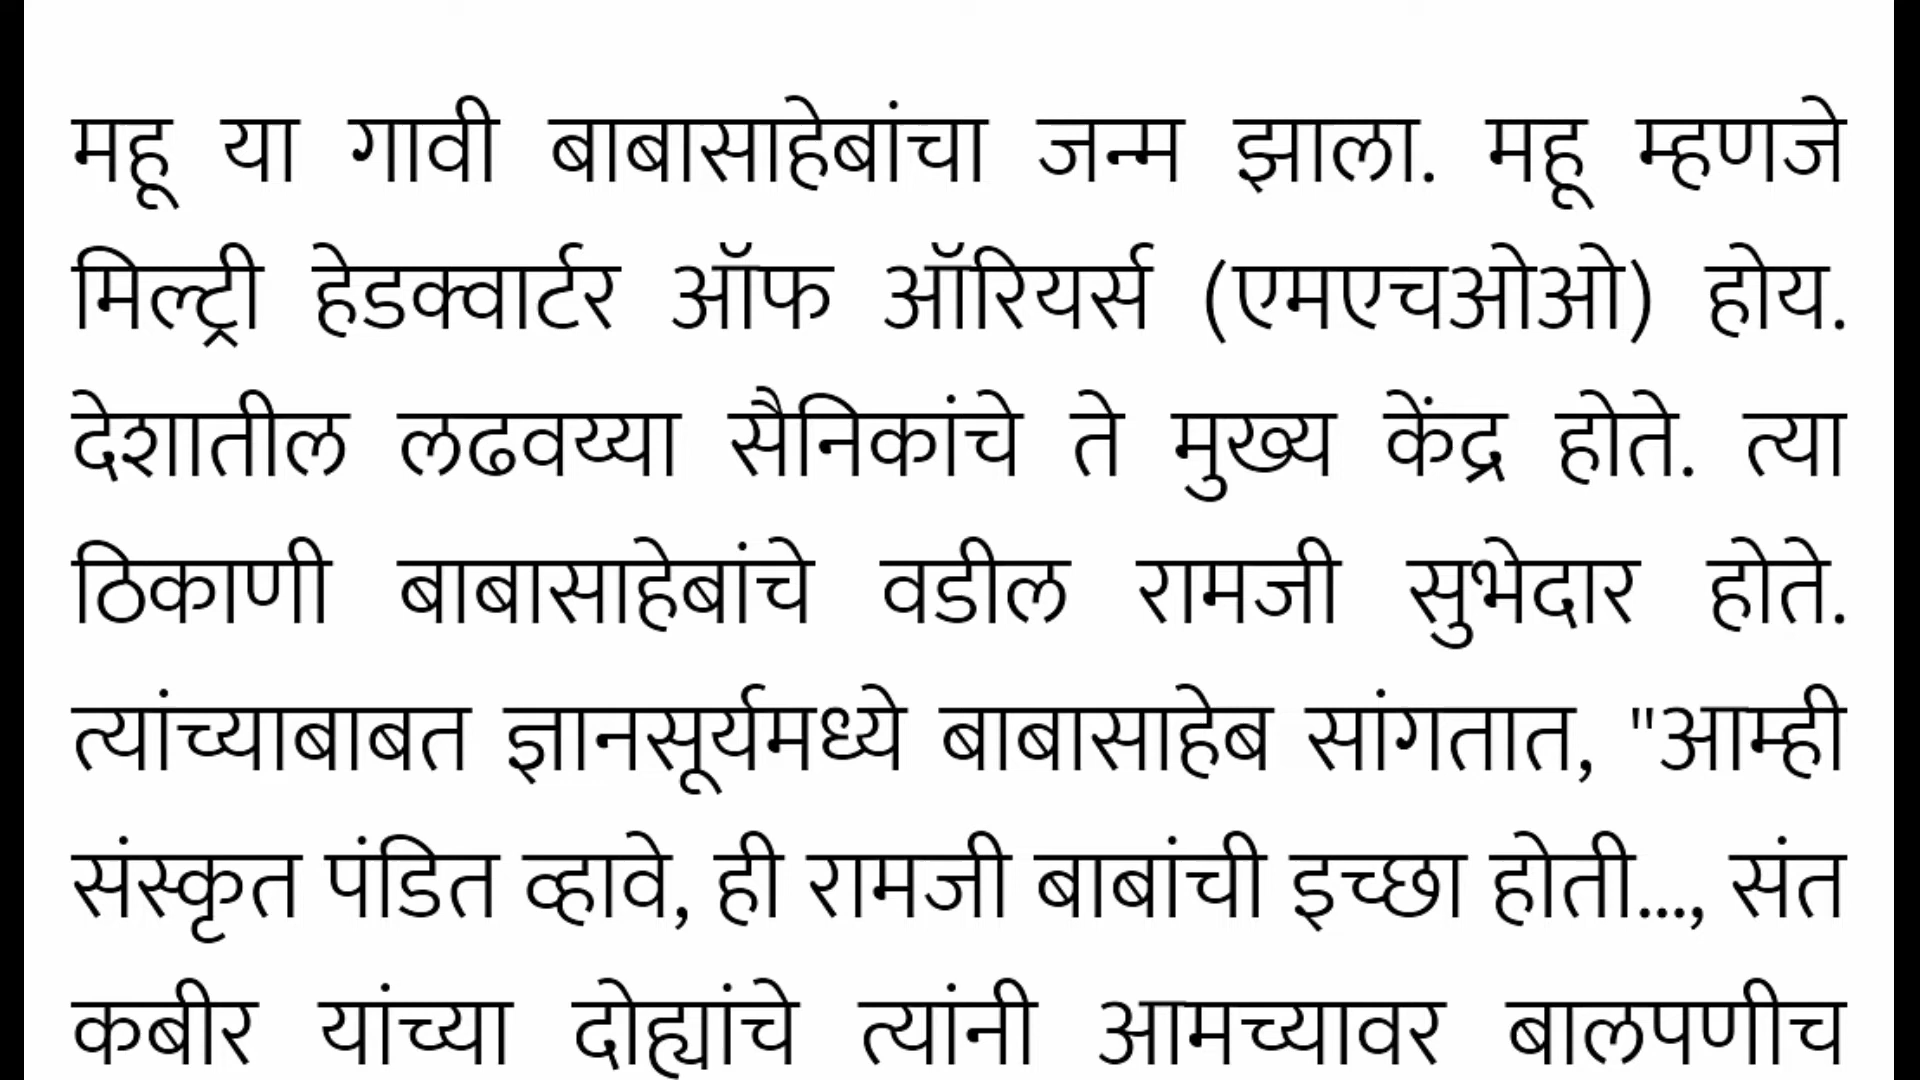 महू या गावी बाबासाहेबांचा जन्म झाला. महू म्हणजे
मिल्ट्री हेडक्वार्टर ऑफ ऑरियर्स (एमएचओओ) होय.
देशातील लढवय्या सैनिकांचे ते मुख्य केंद्र होते. त्या
ठिकाणी बाबासाहेबांचे वडील रामजी सुभेदार होते.
त्यांच्याबाबत ज्ञानसूर्यमध्ये बाबासाहेब सांगतात, "आम्ही
संस्कृत पंडित व्हावे, ही रामजी बाबांची इच्छा होती..., संत
कबीर यांच्या दोह्यांचे त्यांनी आमच्यावर बालपणीच